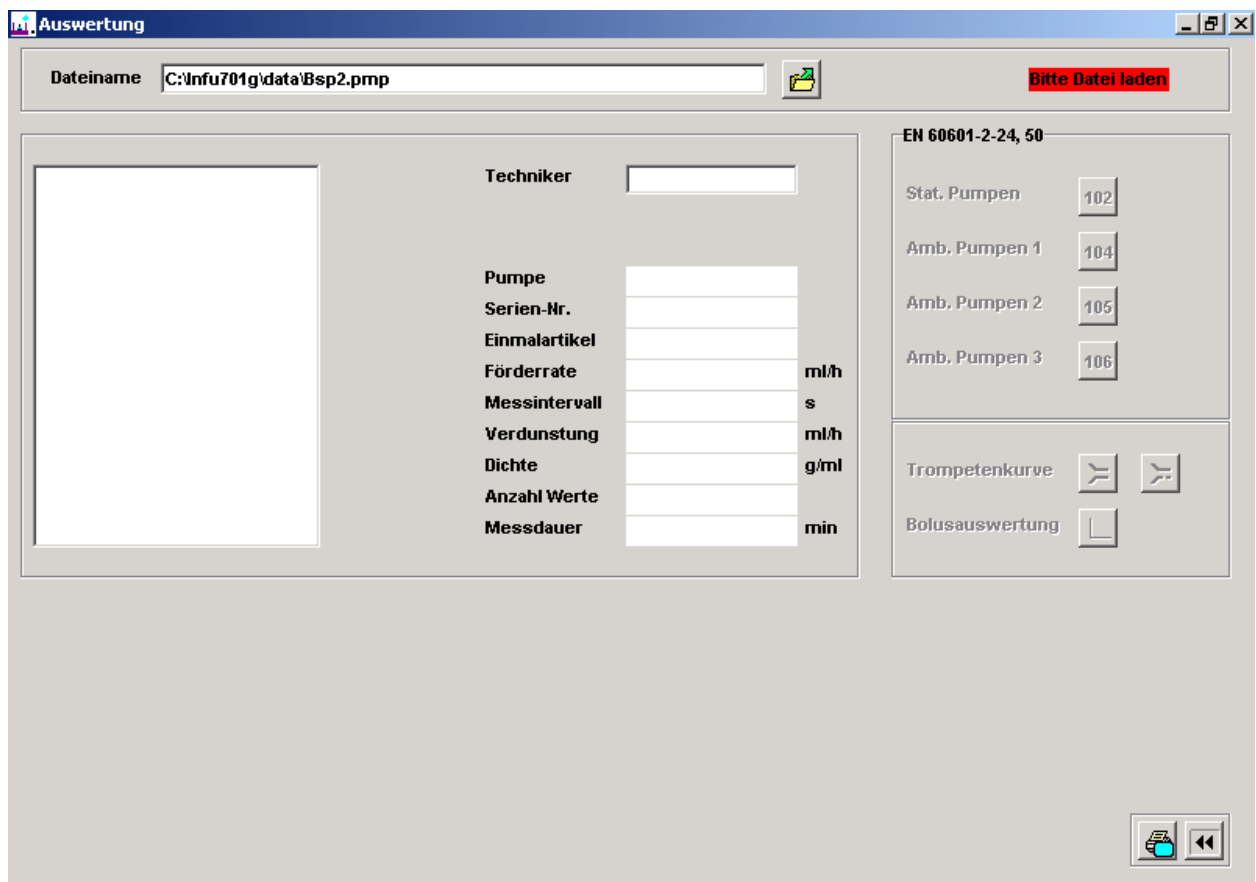 Auswertung
Dateiname C:\Infu701g\data\Bsp2.pmp Bitte Datei laden
Techniker
Pumpe
Serien-Nr.
Einmalartikel
Förderrate ml/h
Messintervall s
Verdunstung ml/h
Dichte g/ml
Anzahl Werte
Messdauer min
EN 60601-2-24, 50
Stat. Pumpen 102
Amb. Pumpen 1 104
Amb. Pumpen 2 105
Amb. Pumpen 3 106
Trompetenkurve
Bolusauswertung